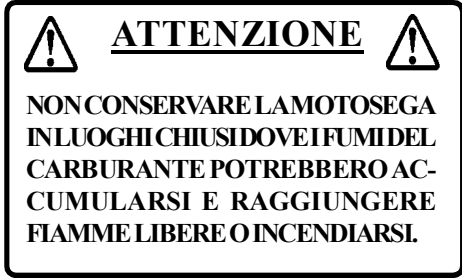 ATTENZIONE
NON CONSERVARE LA MOTOSEGA
IN LUOGHI CHIUSI DOVE I FUMI DEL
CARBURANTE POTREBBERO AC-
CUMULARSI E RAGGIUNGERE
FIAMME LIBERE O INCENDIARSI.